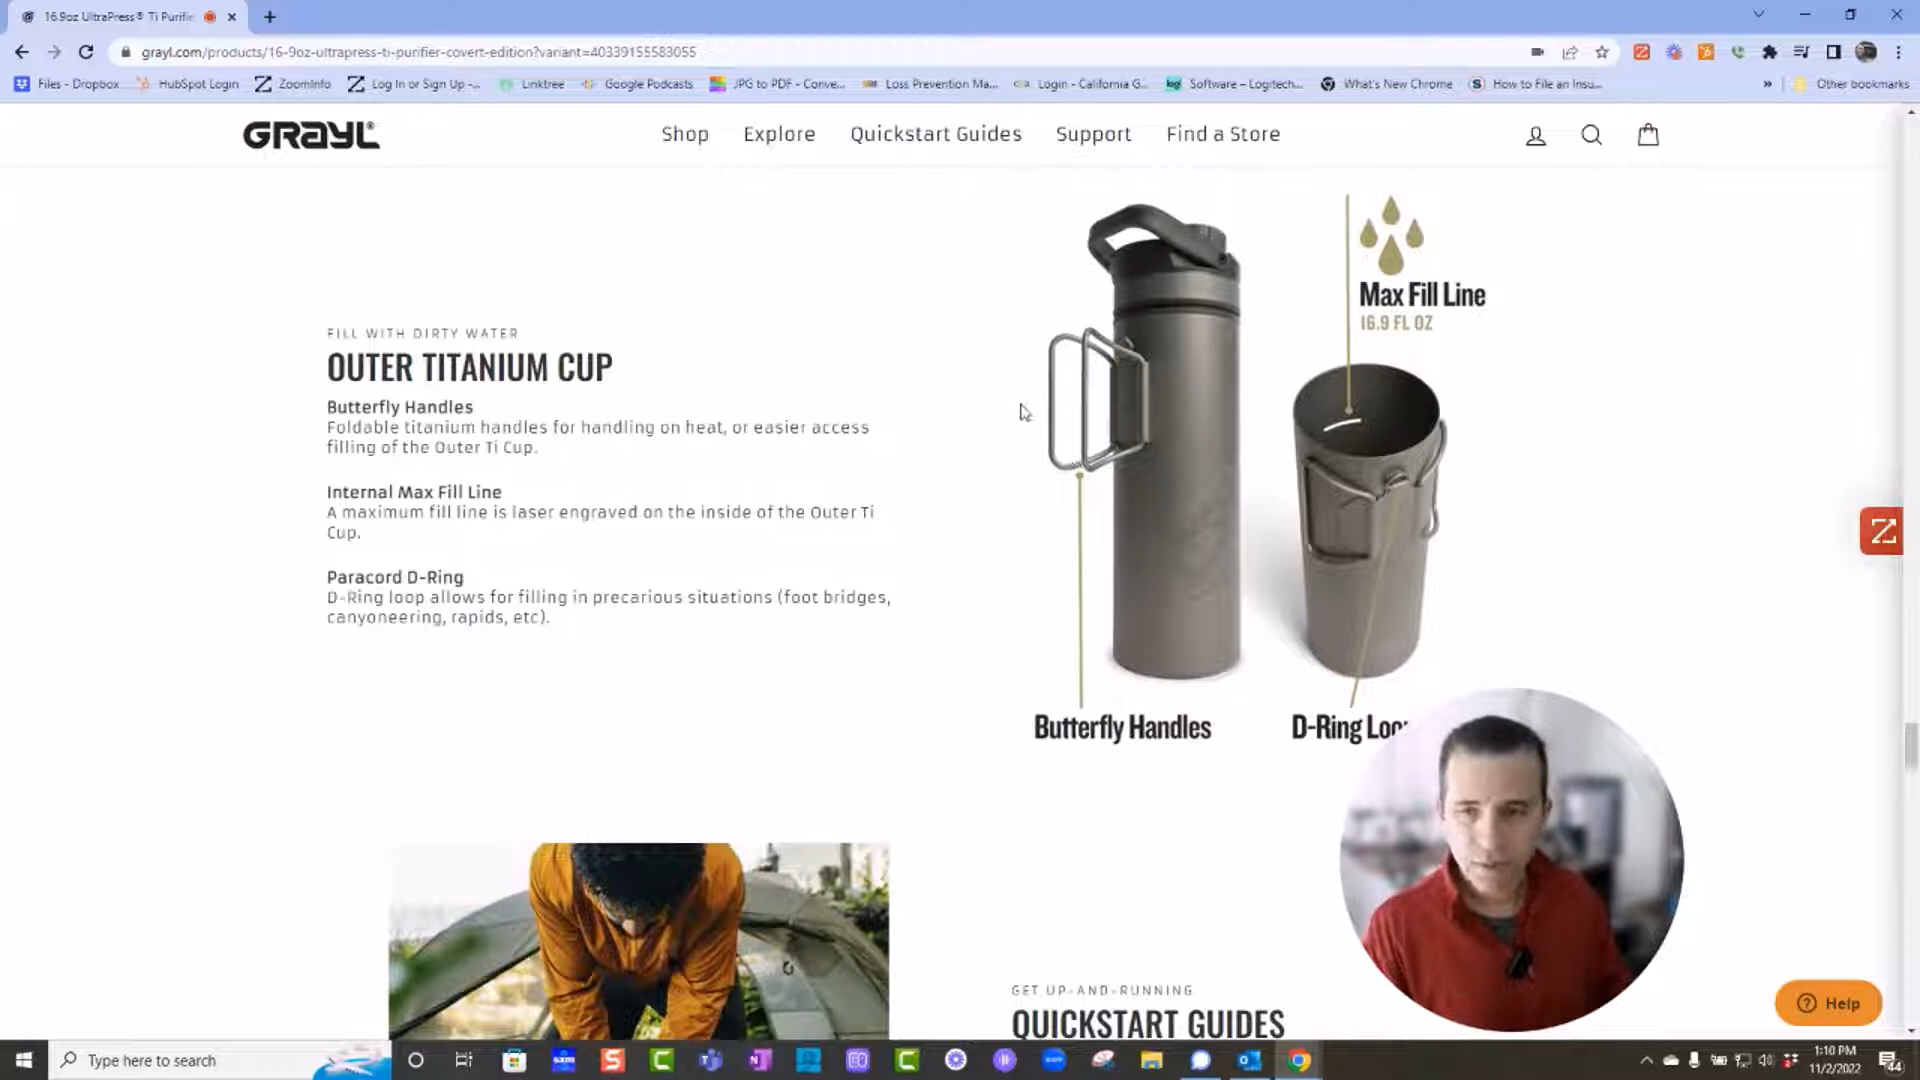 16.9oz UltraPress® Ti Purifie
grayl.com/products/16-9oz-ultrapress-ti-purifier-covert-edition?variant=40339155583055
Files - Dropbox
HubSpot Login
ZoomInfo
Log In or Sign Up -...
Linktree
Google Podcasts
JPG to PDF - Conve...
Loss Prevention Ma...
Login - California G...
Software – Logitech...
What's New Chrome
How to File an Insu...
»
Other bookmarks
GRAYL®
Shop
Explore
Quickstart Guides
Support
Find a Store
Max Fill Line
16.9 FL OZ
FILL WITH DIRTY WATER
OUTER TITANIUM CUP
Butterfly Handles
Foldable titanium handles for handling on heat, or easier access
filling of the Outer Ti Cup.
Internal Max Fill Line
A maximum fill line is laser engraved on the inside of the Outer Ti
Cup.
Paracord D-Ring
D-Ring loop allows for filling in precarious situations (foot bridges,
canyoneering, rapids, etc).
Butterfly Handles
D-Ring Loo
GET UP-AND-RUNNING
QUICKSTART GUIDES
Help
Type here to search
1:10 PM
11/2/2022
44